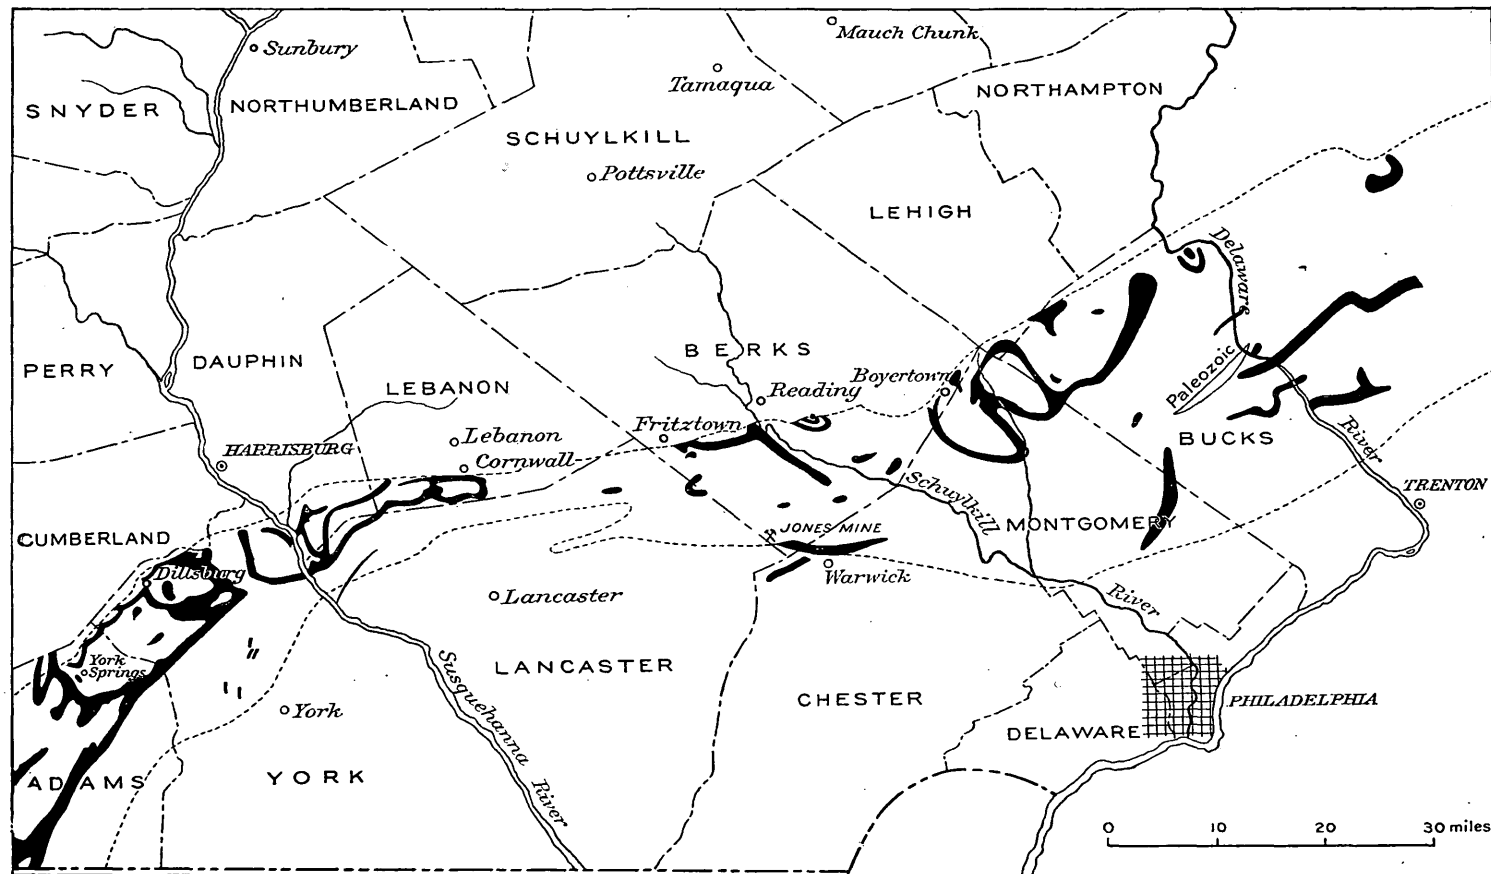 Mauch Chunk
Sunbury
Tamaqua
NORTHAMPTON
SNYDER
NORTHUMBERLAND
SCHUYLKILL
Pottsville
LEHIGH
Delaware
PERRY
DAUPHIN
BERKS
LEBANON
Reading
Boyertown
Paleozoic
Fritztown
Lebanon
BUCKS
River
HARRISBURG
Cornwall
TRENTON
Schuylkill
CUMBERLAND
JONES MINE
MONTGOMERY
Dillsburg
Warwick
Lancaster
River
York
Springs
LANCASTER
Susquehanna River
CHESTER
PHILADELPHIA
York
DELAWARE
ADAMS
YORK
0 10 20 30 miles